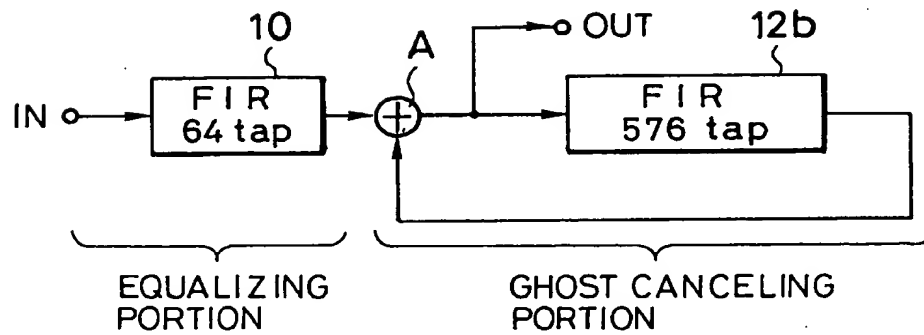 10
A
OUT
12b
IN
FIR
64 tap
+
FIR
576 tap
EQUALIZING
PORTION
GHOST CANCELING
PORTION